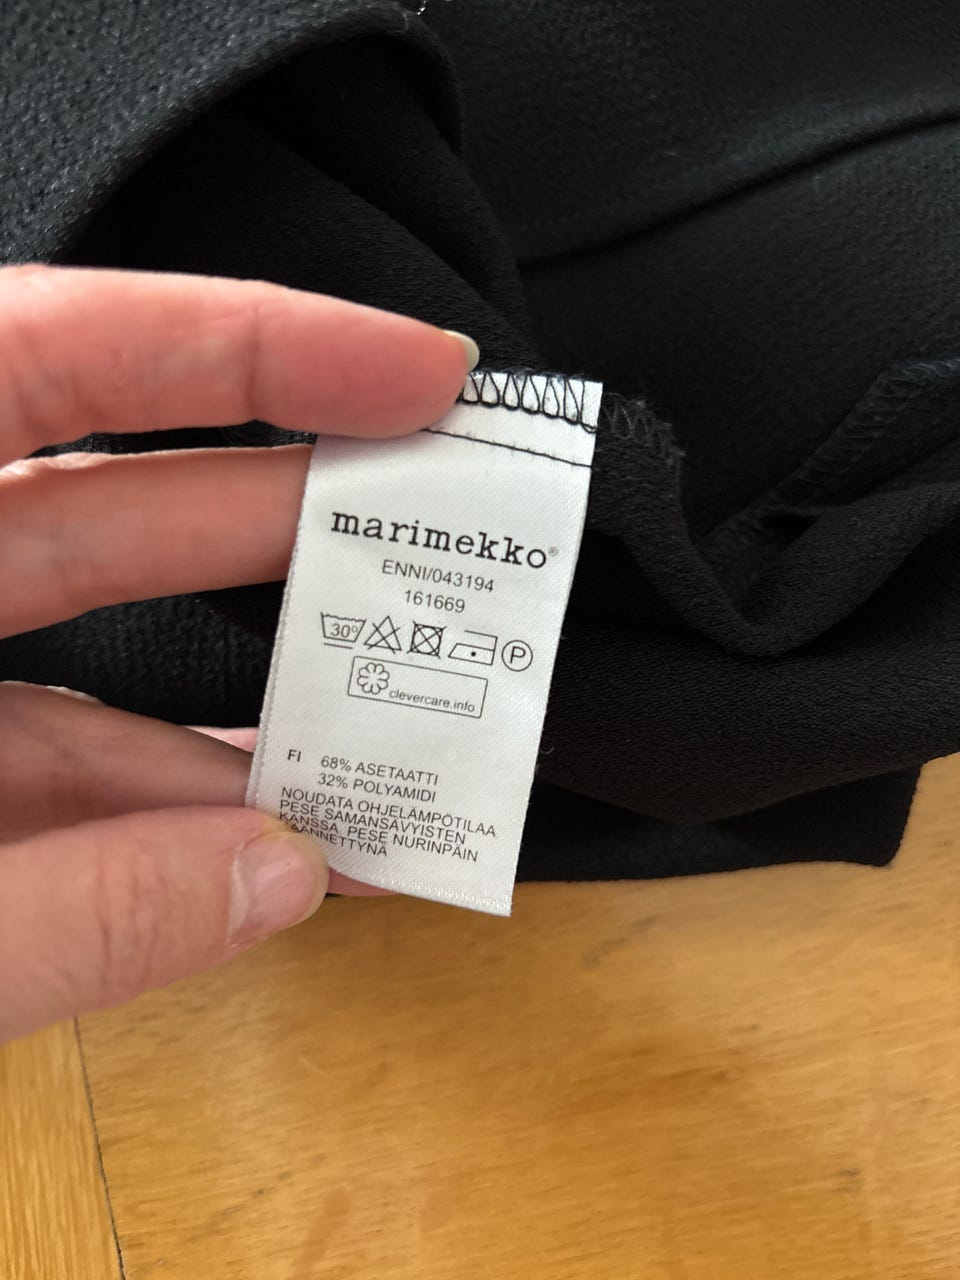 marimekko®
ENNI/043194
161669
30°
P
clevercare.info
FI 68% ASETAATTI
32% POLYAMIDI
NOUDATA OHJELÄMPÖTILAA
PESE SAMANSÄVYISTEN
KANSSA, PESE NURINPÄIN
KÄÄNNETTYNÄ